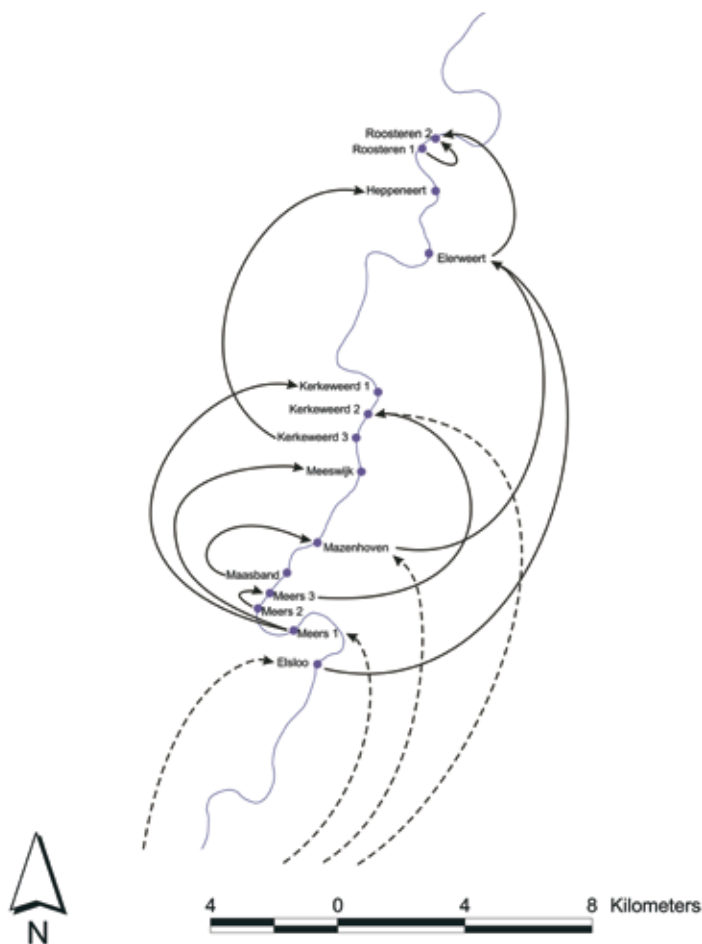 Roosteren 2
Roosteren 1
Heppeneert
Elerweert
Kerkeweerd 1
Kerkeweerd 2
Kerkeweerd 3
Meeswijk
Mazenhoven
Maasband
Meers 3
Meers 2
Meers 1
Elsloo
4 0 4 8 Kilometers
N